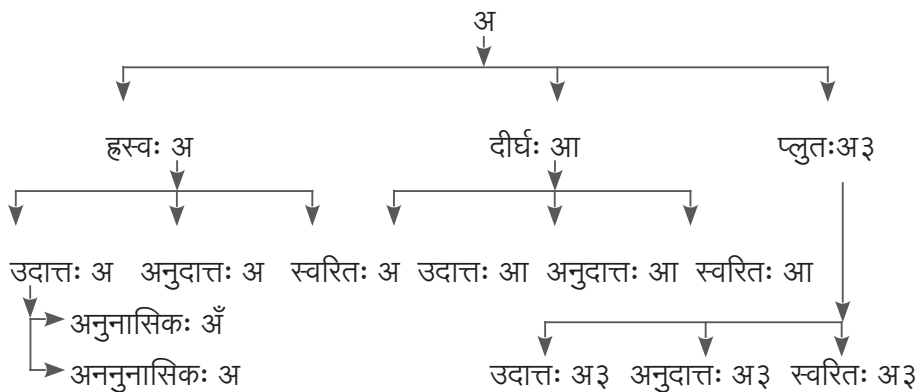 अ
ह्रस्वः अ दीर्घः आ प्लुतःअ३
उदात्तः अ अनुदात्तः अ स्वरितः अ उदात्तः आ अनुदात्तः आ स्वरितः आ
अनुनासिकः अँ
अननुनासिकः अ उदात्तः अ३ अनुदात्तः अ३ स्वरितः अ३